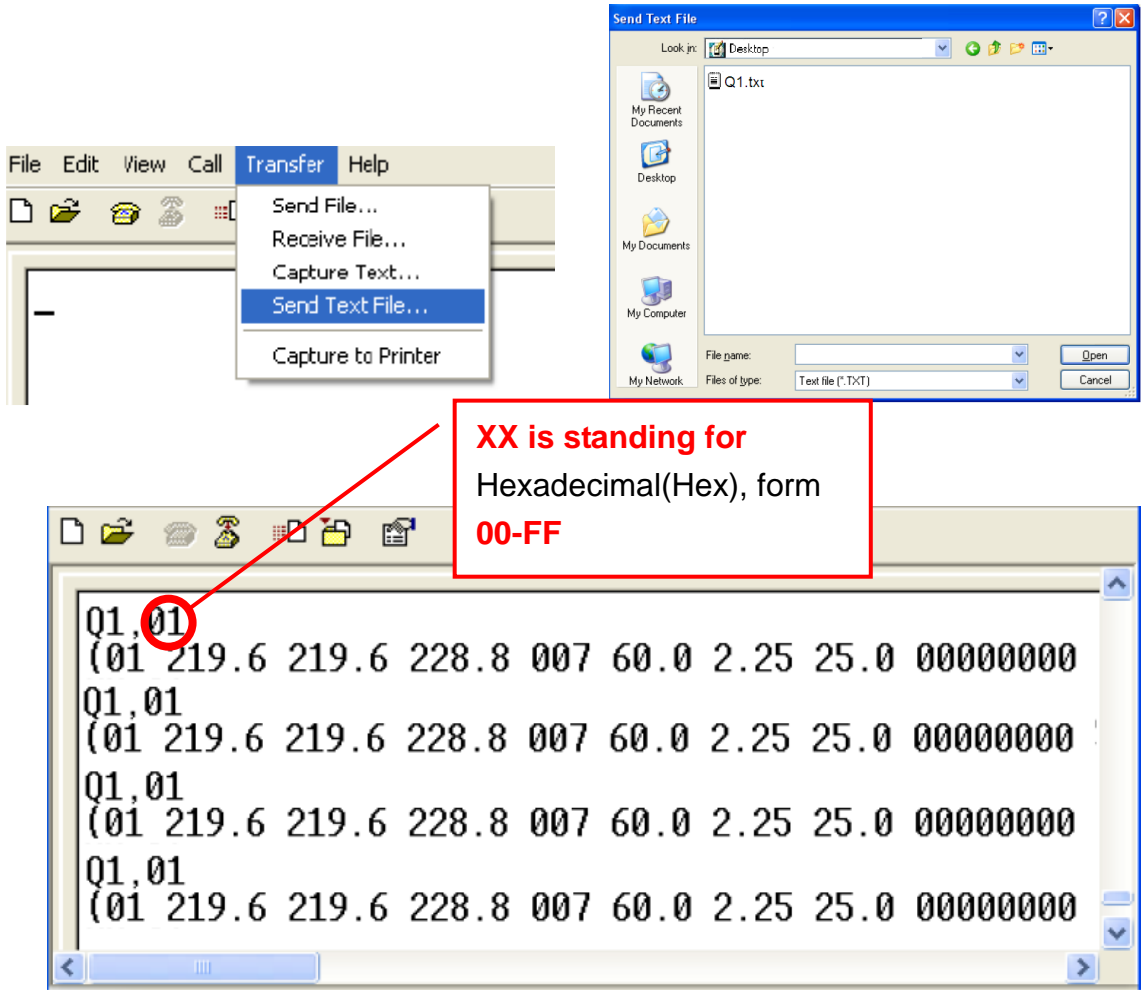 Send Text File
Look in:
Desktop
Q1.txt
My Recent
Documents
Desktop
My Documents
My Computer
My Network
File name:
Open
Files of type:
Text file (*.TXT)
Cancel
File Edit View Call Transfer Help
Send File...
Receive File...
Capture Text...
Send Text File...
Capture to Printer
XX is standing for
Hexadecimal(Hex), form
00-FF
Q1,01
(01 219.6 219.6 228.8 007 60.0 2.25 25.0 00000000
Q1,01
(01 219.6 219.6 228.8 007 60.0 2.25 25.0 00000000
Q1,01
(01 219.6 219.6 228.8 007 60.0 2.25 25.0 00000000
Q1,01
(01 219.6 219.6 228.8 007 60.0 2.25 25.0 00000000